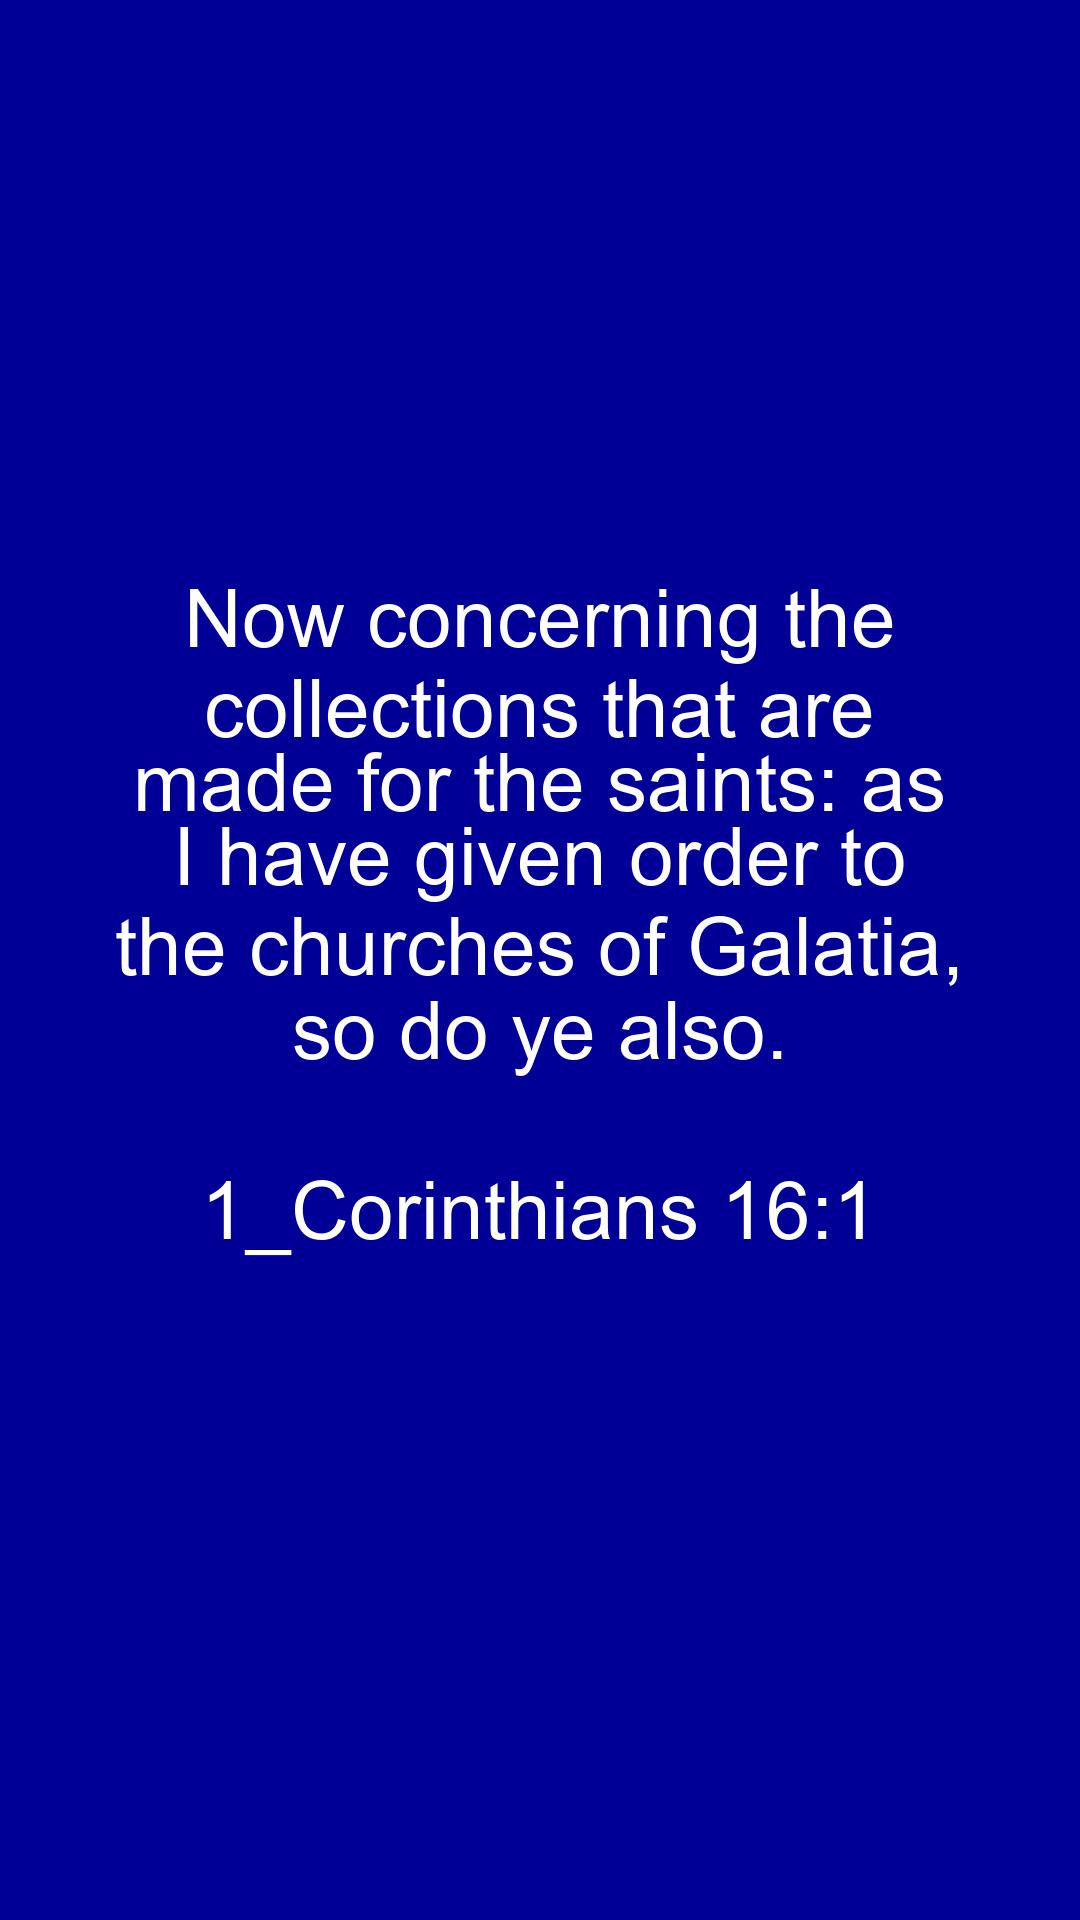 Now concerning the
collections that are
made for the saints: as
I have given order to
the churches of Galatia,
so do ye also.
1_Corinthians 16:1